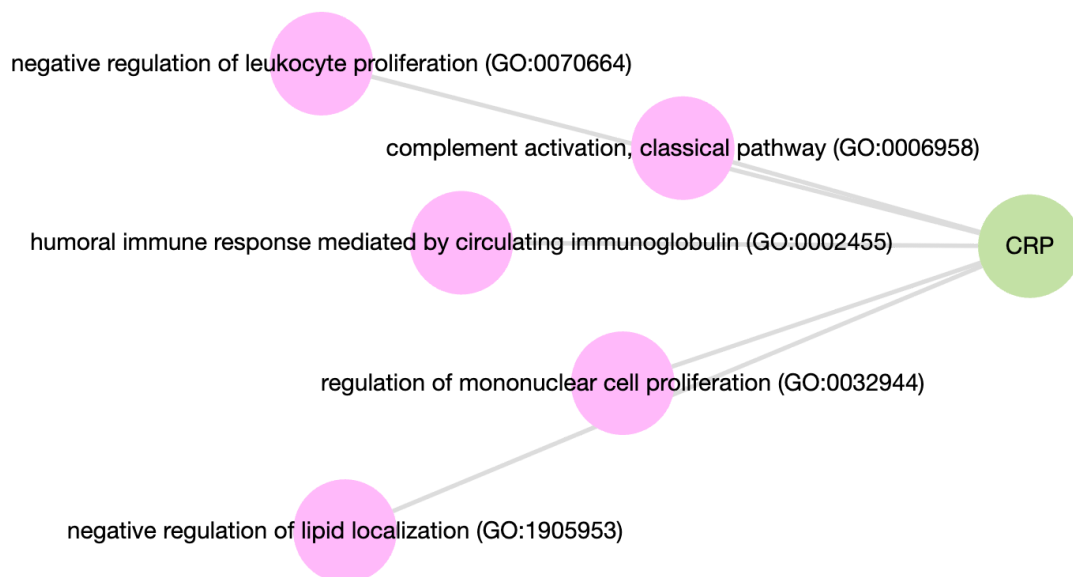 negative regulation of leukocyte proliferation (GO:0070664)
complement activation, classical pathway (GO:0006958)
humoral immune response mediated by circulating immunoglobulin (GO:0002455)
CRP
regulation of mononuclear cell proliferation (GO:0032944)
negative regulation of lipid localization (GO:1905953)